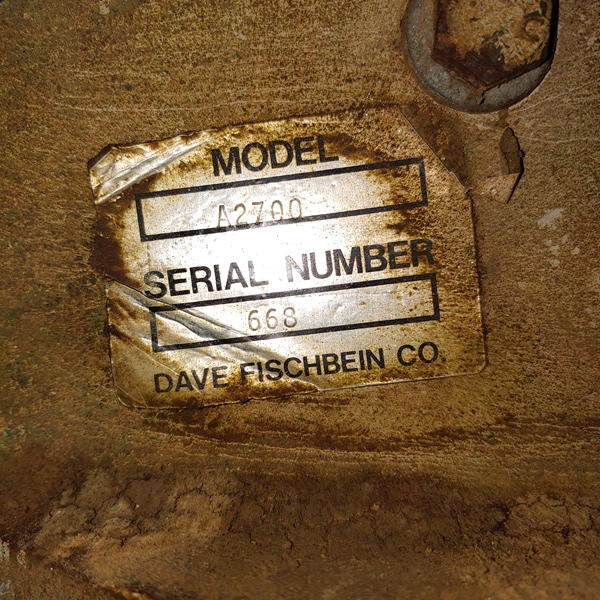 MODEL
A2700
SERIAL NUMBER
668
DAVE FISCHBEIN CO.